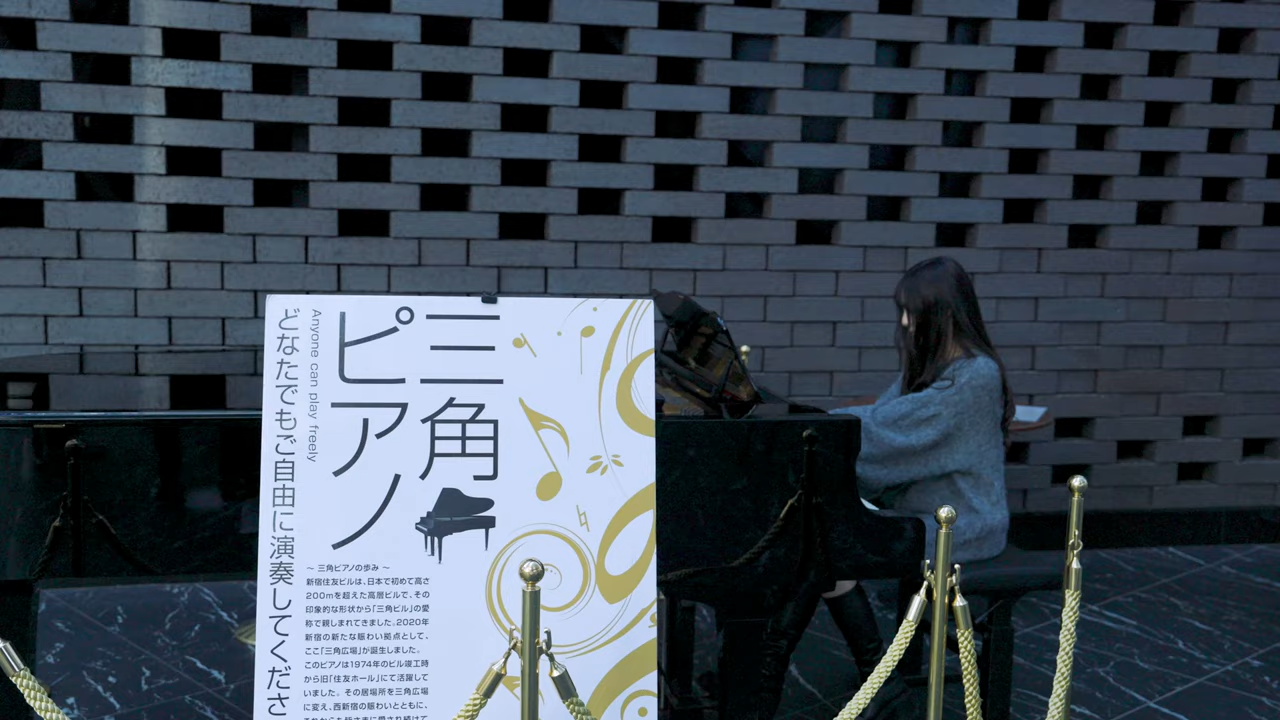 三角
ピアノ
Anyone can play freely
どなたでもご自由に演奏してくださ
～ 三角ピアノの歩み ～
新宿住友ビルは、日本で初めて高さ
200mを超えた高層ビルで、その
印象的な形状から「三角ビル」の愛
称で親しまれてきました。2020年
新宿の新たな賑わい拠点として、
ここ「三角広場」が誕生しました。
このピアノは1974年のビル竣工時
から旧「住友ホール」にて活躍して
いました。その居場所を三角広場
に変え、西新宿の賑わいとともに、